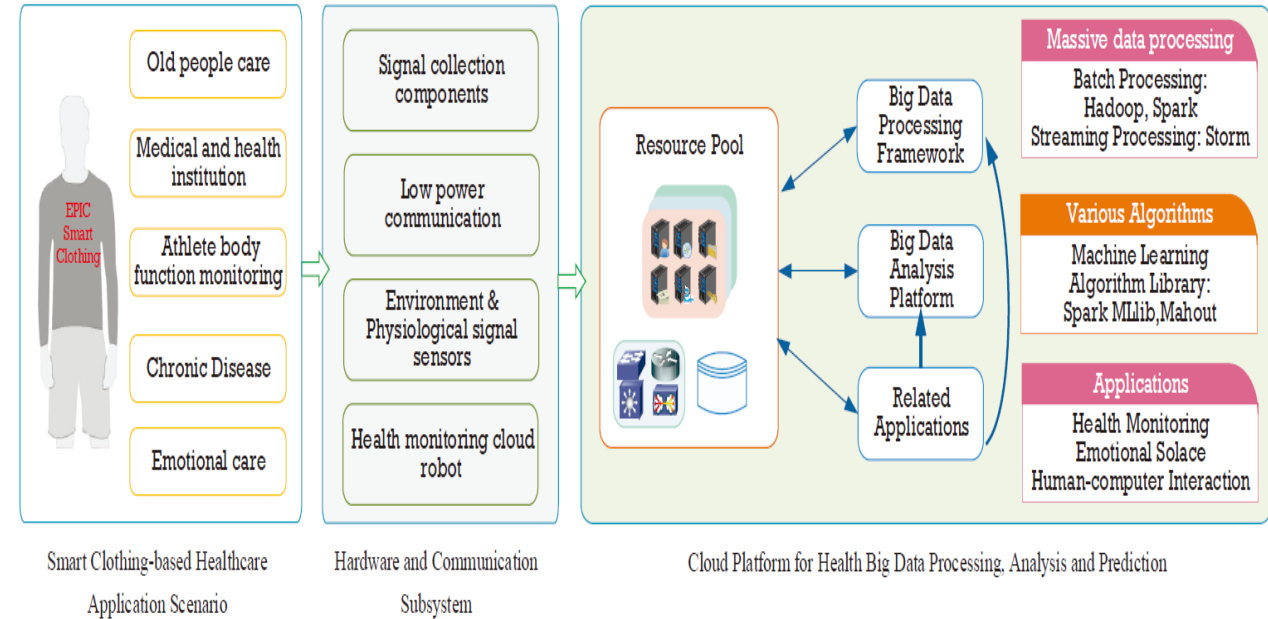 EPIC
Smart
Clothing
Old people care
Medical and health
institution
Athlete body
function monitoring
Chronic Disease
Emotional care
Signal collection
components
Low power
communication
Environment &
Physiological signal
sensors
Health monitoring cloud
robot
Resource Pool
Big Data
Processing
Framework
Big Data
Analysis
Platform
Related
Applications
Massive data processing
Batch Processing:
Hadoop, Spark
Streaming Processing: Storm
Various Algorithms
Machine Learning
Algorithm Library:
Spark MLlib,Mahout
Applications
Health Monitoring
Emotional Solace
Human-computer Interaction
Smart Clothing-based Healthcare
Application Scenario
Hardware and Communication
Subsystem
Cloud Platform for Health Big Data Processing, Analysis and Prediction